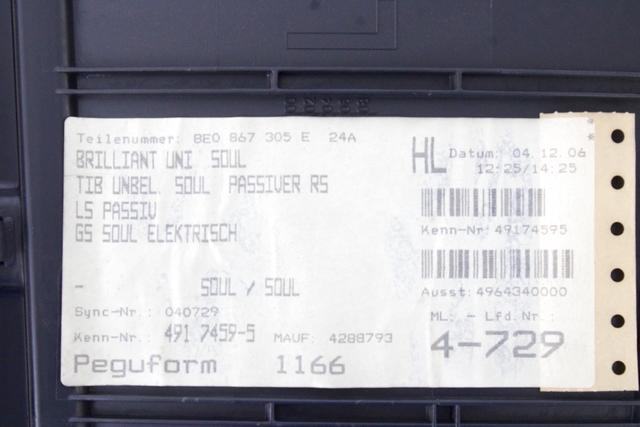 Teilenummer: 8E0 867 305 E 24A
BRILLIANT UNI SOUL
TIB UNBEL. SOUL PASSIVER RS
LS PASSIV
GS SOUL ELEKTRISCH
- SOUL / SOUL
Sync-Nr.: 040729
Kenn-Nr.: 491 7459-5 MAUF: 4288793
Peguform 1166
HL Datum: 04.12.06
12:25/14:25
Kenn-Nr: 49174595
Ausst: 4964340000
ML: - Lfd.Nr.:
4-729